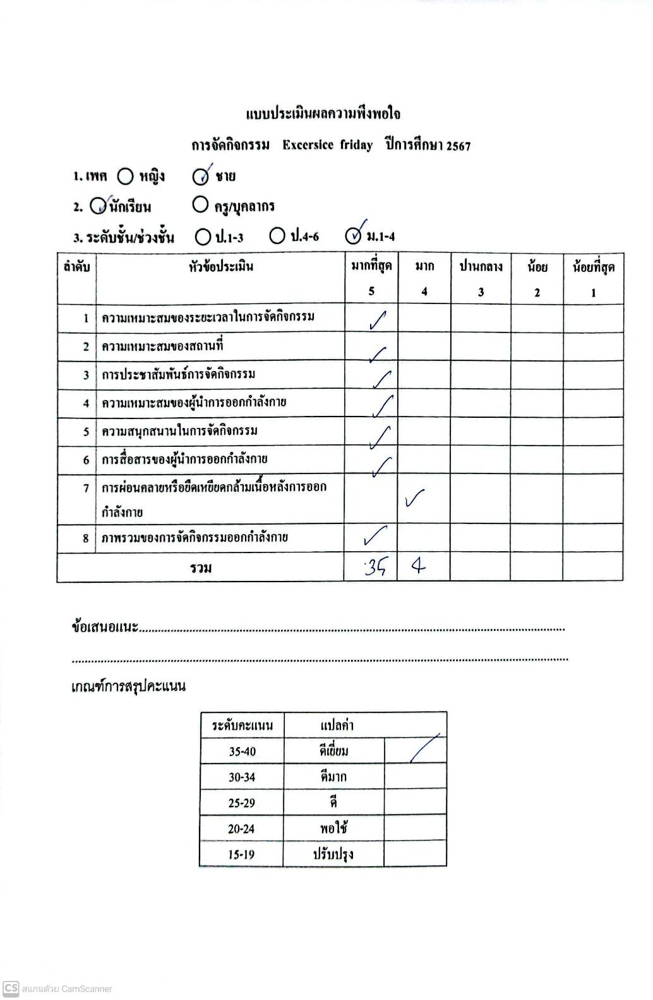 แบบประเมินผลความพึงพอใจ
การจัดกิจกรรม Excersice friday ปีการศึกษา 2567
1. เพศ หญิง ชาย
2. นักเรียน ครู/บุคลากร
3. ระดับชั้น/ช่วงชั้น ป.1-3 ป.4-6 ม.1-4
ลำดับ หัวข้อประเมิน มากที่สุด มาก ปานกลาง น้อย น้อยที่สุด
5 4 3 2 1
1 ความเหมาะสมของระยะเวลาในการจัดกิจกรรม
2 ความเหมาะสมของสถานที่
3 การประชาสัมพันธ์การจัดกิจกรรม
4 ความเหมาะสมของผู้นำการออกกำลังกาย
5 ความสนุกสนานในการจัดกิจกรรม
6 การสื่อสารของผู้นำการออกกำลังกาย
7 การผ่อนคลายหรือยืดเหยียดกล้ามเนื้อหลังการออก
กำลังกาย
8 ภาพรวมของการจัดกิจกรรมออกกำลังกาย
รวม 35 4
ข้อเสนอแนะ
เกณฑ์การสรุปคะแนน
ระดับคะแนน แปลค่า
35-40 ดีเยี่ยม
30-34 ดีมาก
25-29 ดี
20-24 พอใช้
15-19 ปรับปรุง
CS สแกนด้วย CamScanner